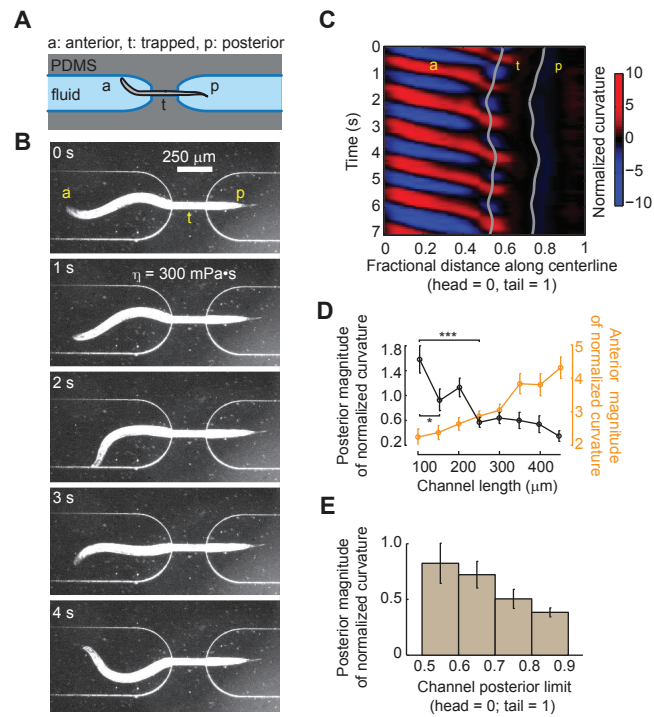 A
a: anterior, t: trapped, p: posterior
PDMS
fluid
a
p
t
B
0 s
250 μm
a
p
t
1 s
η = 300 mPa•s
2 s
3 s
4 s
C
a
t
p
0
1
2
3
4
5
6
7
Time (s)
0 0.2 0.4 0.6 0.8 1
Fractional distance along centerline
(head = 0, tail = 1)
10
5
0
−5
−10
Normalized curvature
D
***
*
1.8
1.4
1.0
0.6
0.2
Posterior magnitude
of normalized curvature
5
4
3
2
Anterior magnitude
of normalized curvature
100 200 300 400
Channel length (μm)
E
1.0
0.5
0
Posterior magnitude
of normalized curvature
0.5 0.6 0.7 0.8 0.9
Channel posterior limit
(head = 0; tail = 1)